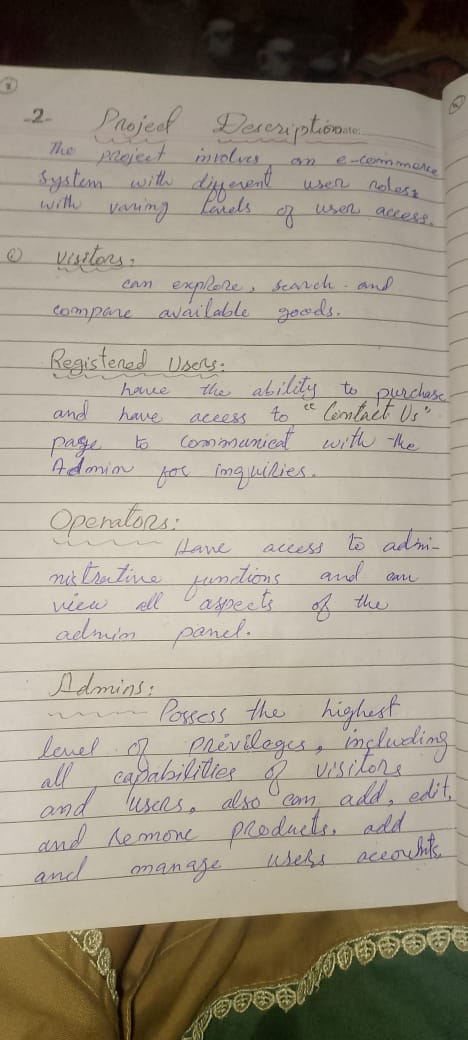 -2- Project Description Date:
The project involves, an e-commerce
system with different user roles
with varing levels of user access.
visitors:
can explore, search and
compare available goods.
Registered Users:
have the ability to purchase
and have access to "Contact Us"
page to communicat with the
Admin for inquiries.
Operators:
Have access to admi-
nistrative functions and can
view all aspects of the
admin panel.
Admins:
Possess the highest
level of previleges, including
all capabilities of visitors
and users, also can add, edit,
and remove products, add
and manage users accounts.